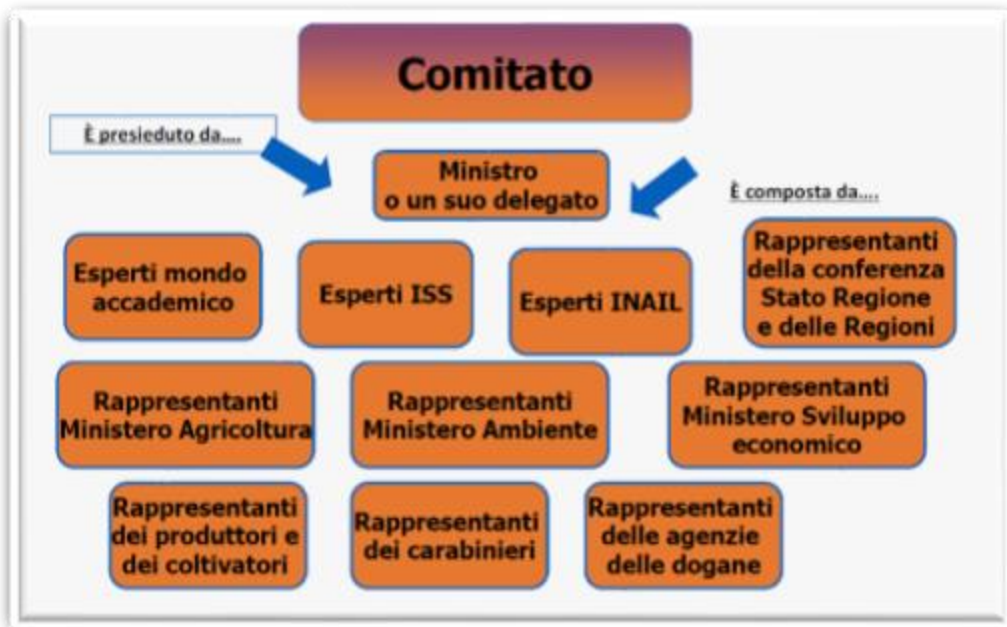 Comitato
È presieduto da....
Ministro
o un suo delegato
È composta da....
Esperti mondo
accademico
Esperti ISS
Esperti INAIL
Rappresentanti
della conferenza
Stato Regione
e delle Regioni
Rappresentanti
Ministero Agricoltura
Rappresentanti
Ministero Ambiente
Rappresentanti
Ministero Sviluppo
economico
Rappresentanti
dei produttori e
dei coltivatori
Rappresentanti
dei carabinieri
Rappresentanti
delle agenzie
delle dogane